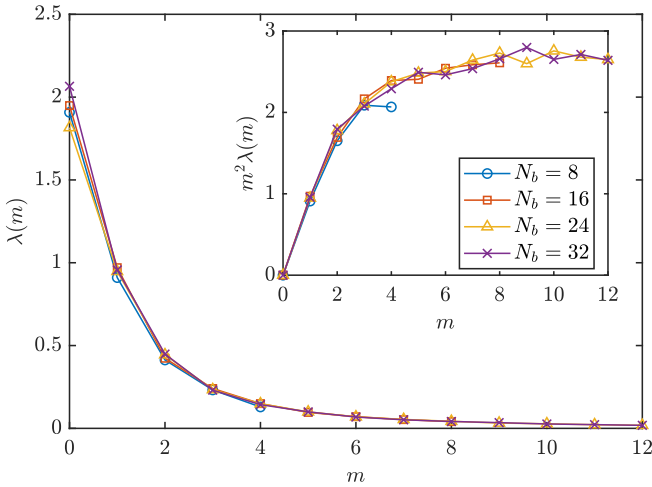 2.5
2
1.5
1
0.5
0
λ(m)
0 2 4 6 8 10 12
m
3
2
1
0
m²λ(m)
0 2 4 6 8 10 12
m
N_b = 8
N_b = 16
N_b = 24
N_b = 32